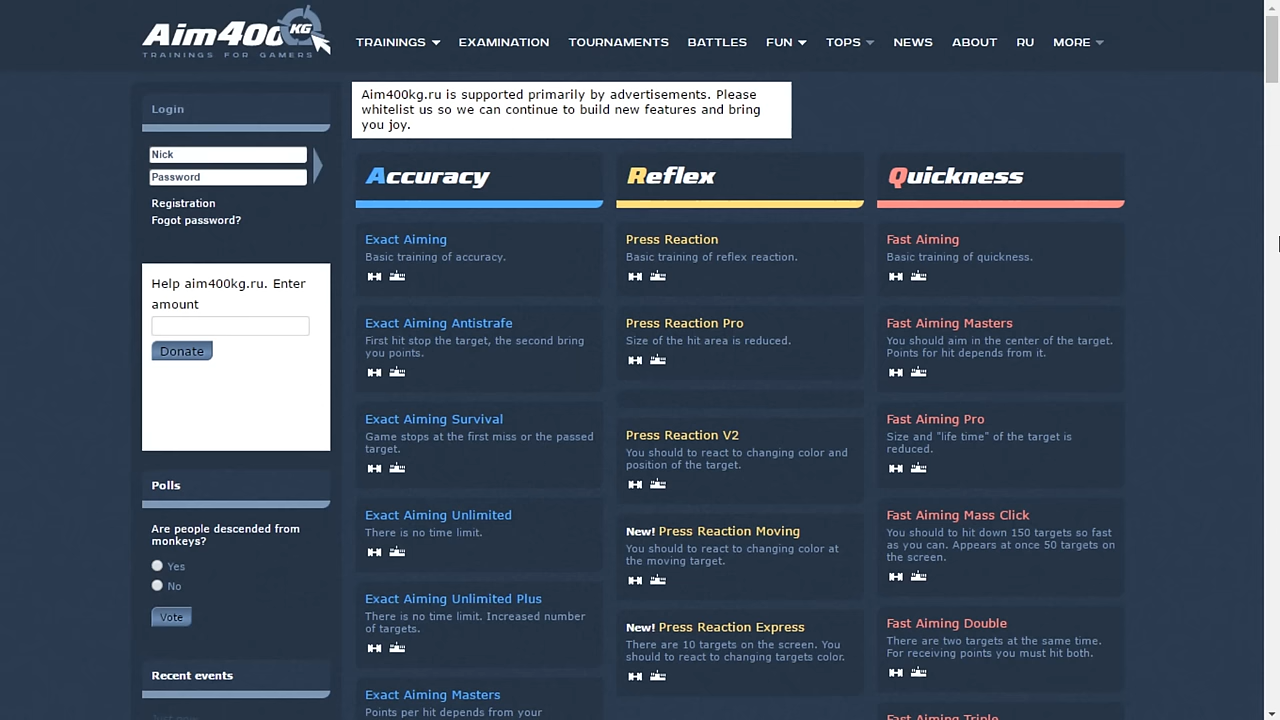 Aim400 KG
TRAININGS FOR GAMERS
TRAININGS
EXAMINATION
TOURNAMENTS
BATTLES
FUN
TOPS
NEWS
ABOUT
RU
MORE
Login
Nick
Password
Registration
Fogot password?
Help aim400kg.ru. Enter
amount
Donate
Polls
Are people descended from
monkeys?
Yes
No
Vote
Recent events
Aim400kg.ru is supported primarily by advertisements. Please
whitelist us so we can continue to build new features and bring
you joy.
Accuracy
Exact Aiming
Basic training of accuracy.
Exact Aiming Antistrafe
First hit stop the target, the second bring
you points.
Exact Aiming Survival
Game stops at the first miss or the passed
target.
Exact Aiming Unlimited
There is no time limit.
Exact Aiming Unlimited Plus
There is no time limit. Increased number
of targets.
Exact Aiming Masters
Points per hit depends from your
Reflex
Press Reaction
Basic training of reflex reaction.
Press Reaction Pro
Size of the hit area is reduced.
Press Reaction V2
You should to react to changing color and
position of the target.
New! Press Reaction Moving
You should to react to changing color at
the moving target.
New! Press Reaction Express
There are 10 targets on the screen. You
should to react to changing targets color.
Quickness
Fast Aiming
Basic training of quickness.
Fast Aiming Masters
You should aim in the center of the target.
Points for hit depends from it.
Fast Aiming Pro
Size and "life time" of the target is
reduced.
Fast Aiming Mass Click
You should to hit down 150 targets so fast
as you can. Appears at once 50 targets on
the screen.
Fast Aiming Double
There are two targets at the same time.
For receiving points you must hit both.
Fast Aiming Triple